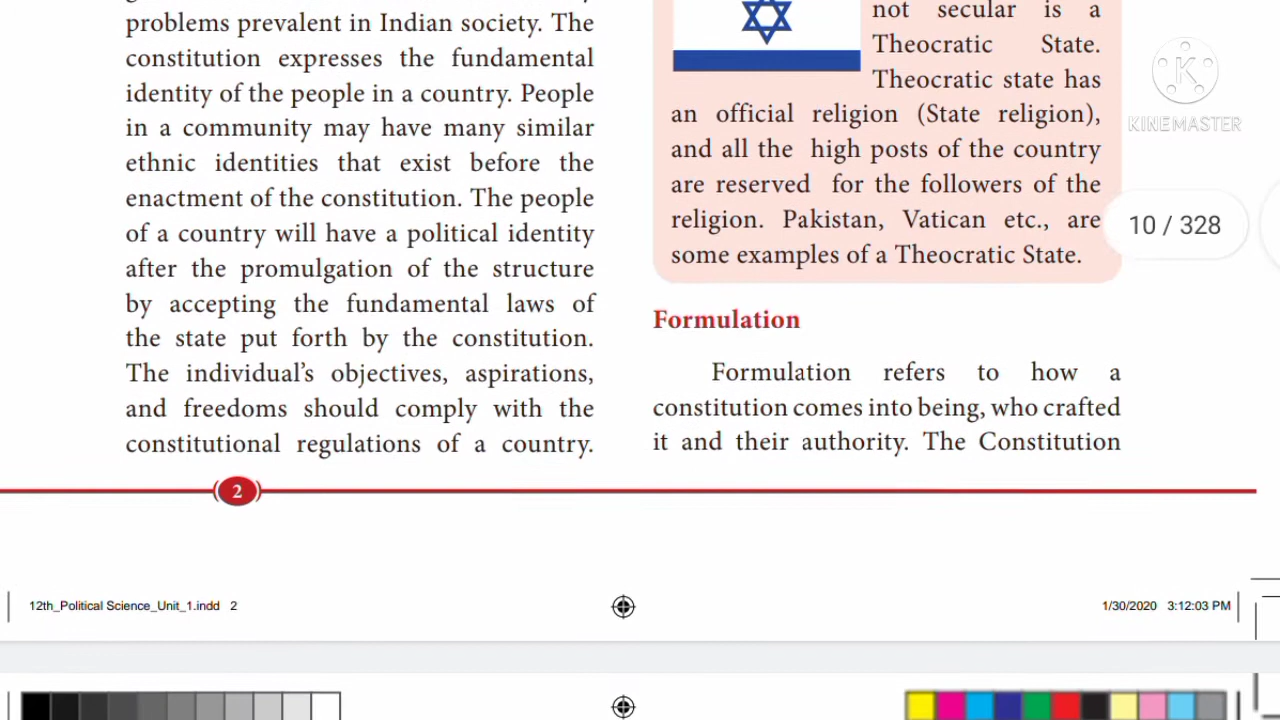 problems prevalent in Indian society. The
constitution expresses the fundamental
identity of the people in a country. People
in a community may have many similar
ethnic identities that exist before the
enactment of the constitution. The people
of a country will have a political identity
after the promulgation of the structure
by accepting the fundamental laws of
the state put forth by the constitution.
The individual's objectives, aspirations,
and freedoms should comply with the
constitutional regulations of a country.
not secular is a
Theocratic State.
Theocratic state has
an official religion (State religion),
and all the high posts of the country
are reserved for the followers of the
religion. Pakistan, Vatican etc., are
some examples of a Theocratic State.
Formulation
Formulation refers to how a
constitution comes into being, who crafted
it and their authority. The Constitution
K
KINEMASTER
10 / 328
2
12th_Political Science_Unit_1.indd 2
1/30/2020 3:12:03 PM